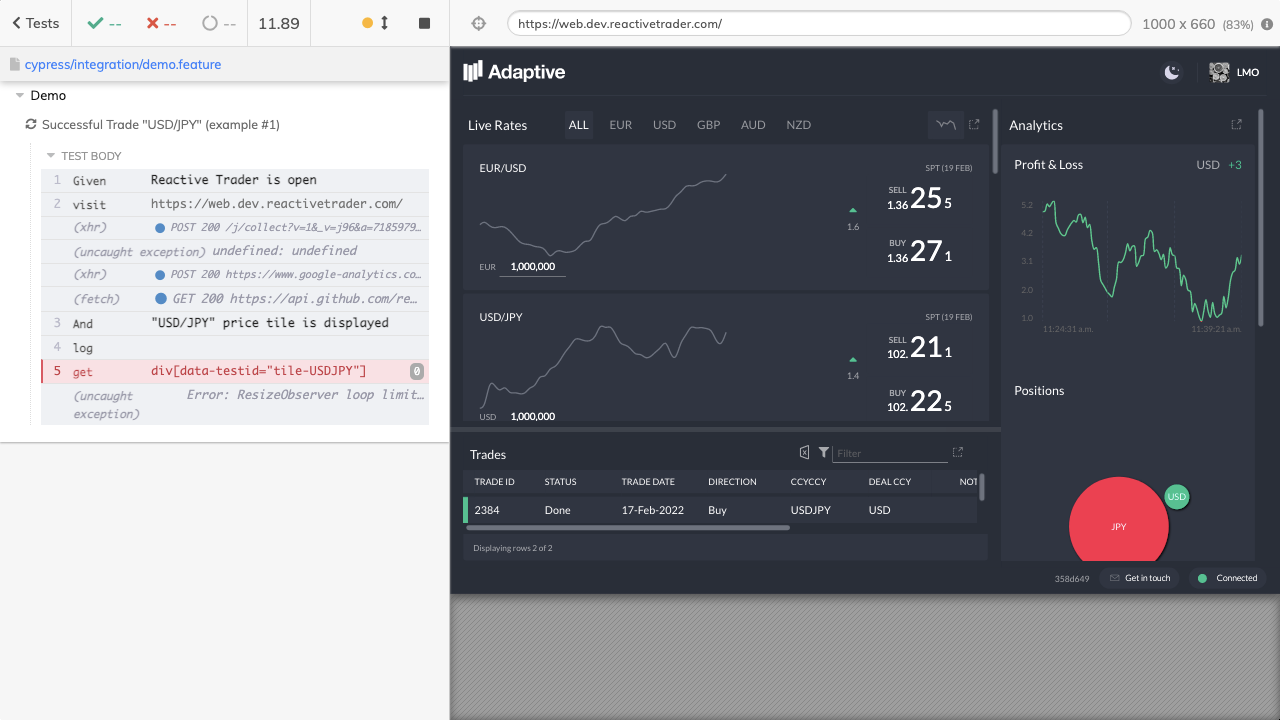 Tests -- -- -- 11.89
https://web.dev.reactivetrader.com/ 1000 x 660 (83%)
cypress/integration/demo.feature
Demo
Successful Trade "USD/JPY" (example #1)
TEST BODY
1 Given Reactive Trader is open
2 visit https://web.dev.reactivetrader.com/
(xhr) POST 200 /j/collect?v=1&_v=j96&a=7185979…
(uncaught exception) undefined: undefined
(xhr) POST 200 https://www.google-analytics.co…
(fetch) GET 200 https://api.github.com/re…
3 And "USD/JPY" price tile is displayed
4 log
5 get div[data-testid="tile-USDJPY"] 0
(uncaught exception) Error: ResizeObserver loop limit…
Adaptive
LMO
Live Rates ALL EUR USD GBP AUD NZD
EUR/USD SPT (19 FEB)
SELL
1.36 25 5
1.6
BUY
1.36 27 1
EUR 1,000,000
USD/JPY SPT (19 FEB)
SELL
102. 21 1
1.4
BUY
102. 22 5
USD 1,000,000
Trades Filter
TRADE ID STATUS TRADE DATE DIRECTION CCYCCY DEAL CCY NOT
2384 Done 17-Feb-2022 Buy USDJPY USD
Displaying rows 2 of 2
Analytics
Profit & Loss USD +3
5.2
4.2
3.1
2.0
1.0
11:24:31 a.m. 11:39:21 a.m.
Positions
USD
JPY
358d649 Get in touch Connected